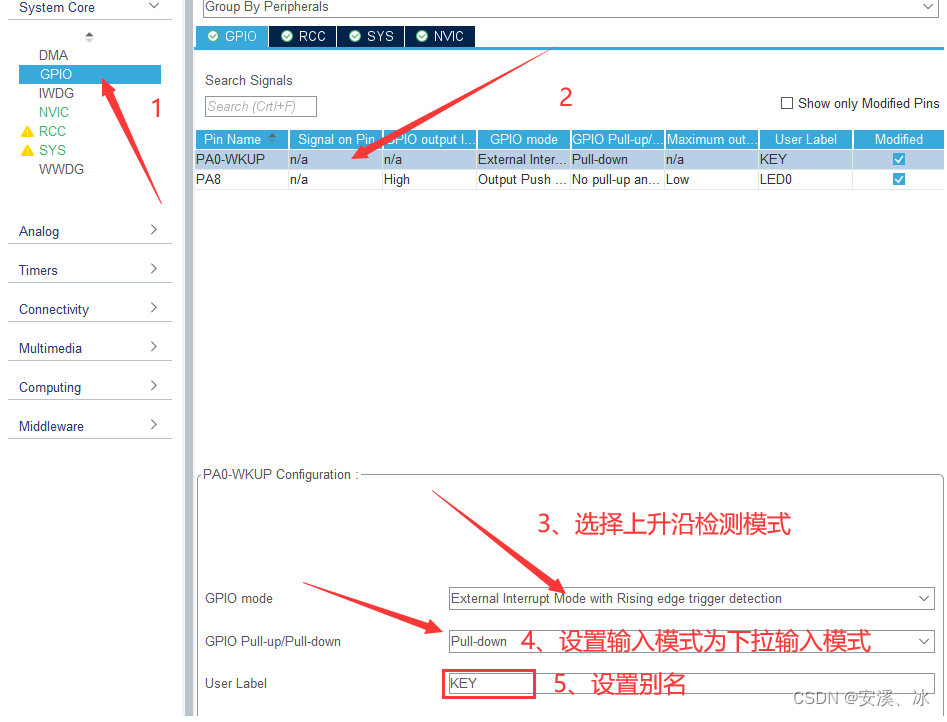 System Core
Group By Peripherals
GPIO RCC SYS NVIC
DMA
GPIO
IWDG
NVIC
RCC
SYS
WWDG
1
Analog
Timers
Connectivity
Multimedia
Computing
Middleware
Search Signals
Search (Crtl+F)
2
Show only Modified Pins
Pin Name Signal on Pin GPIO output l... GPIO mode GPIO Pull-up/... Maximum out... User Label Modified
PA0-WKUP n/a n/a External Inter... Pull-down n/a KEY
PA8 n/a High Output Push ... No pull-up an... Low LED0
PA0-WKUP Configuration :
3、选择上升沿检测模式
GPIO mode External Interrupt Mode with Rising edge trigger detection
GPIO Pull-up/Pull-down Pull-down 4、设置输入模式为下拉输入模式
User Label KEY 5、设置别名
CSDN @安溪、冰